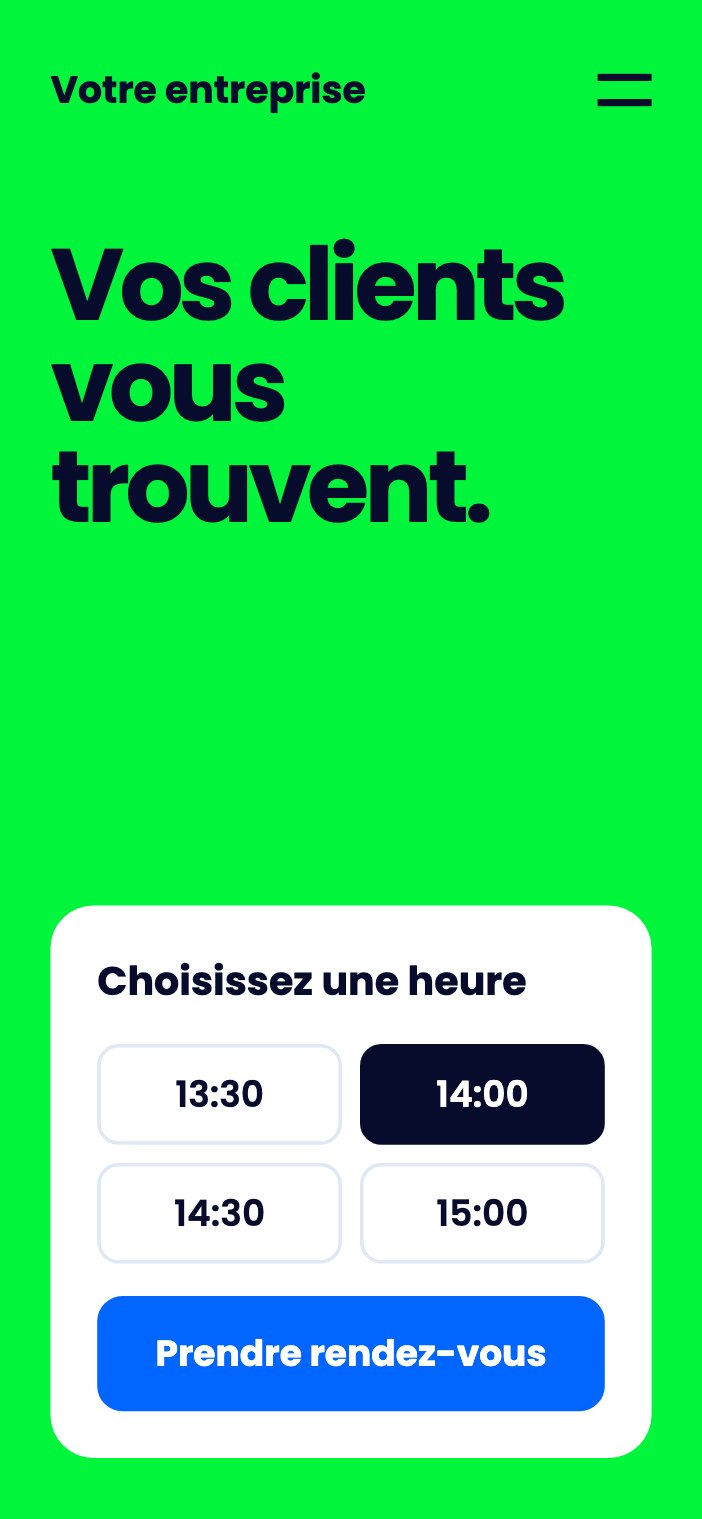 Votre entreprise
Vos clients
vous
trouvent.
Choisissez une heure
13:30 14:00
14:30 15:00
Prendre rendez-vous